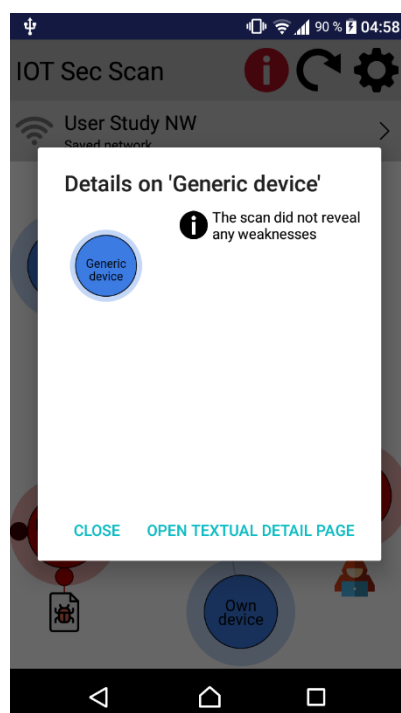 90 % 04:58
IOT Sec Scan
User Study NW
Saved network
Details on 'Generic device'
The scan did not reveal
any weaknesses
Generic
device
CLOSE OPEN TEXTUAL DETAIL PAGE
Own
device